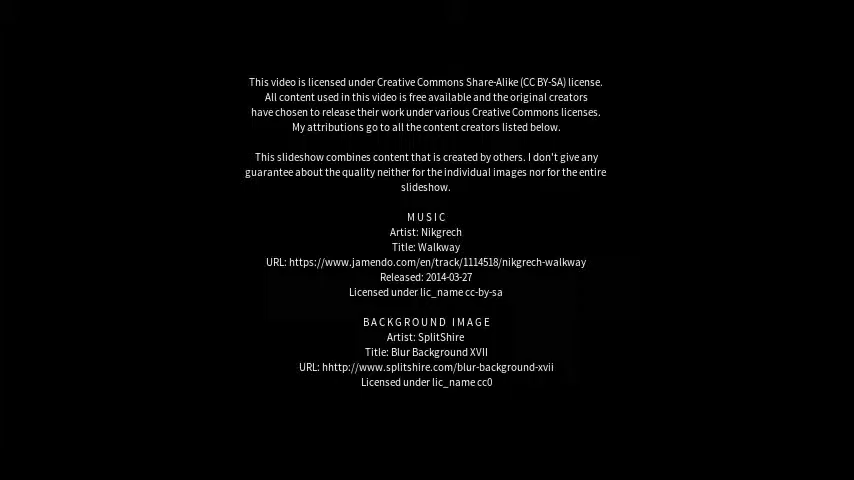 This video is licensed under Creative Commons Share-Alike (CC BY-SA) license.
All content used in this video is free available and the original creators
have chosen to release their work under various Creative Commons licenses.
My attributions go to all the content creators listed below.
This slideshow combines content that is created by others. I don't give any
guarantee about the quality neither for the individual images nor for the entire
slideshow.
M U S I C
Artist: Nikgrech
Title: Walkway
URL: https://www.jamendo.com/en/track/1114518/nikgrech-walkway
Released: 2014-03-27
Licensed under lic_name cc-by-sa
B A C K G R O U N D   I M A G E
Artist: SplitShire
Title: Blur Background XVII
URL: hhttp://www.splitshire.com/blur-background-xvii
Licensed under lic_name cc0